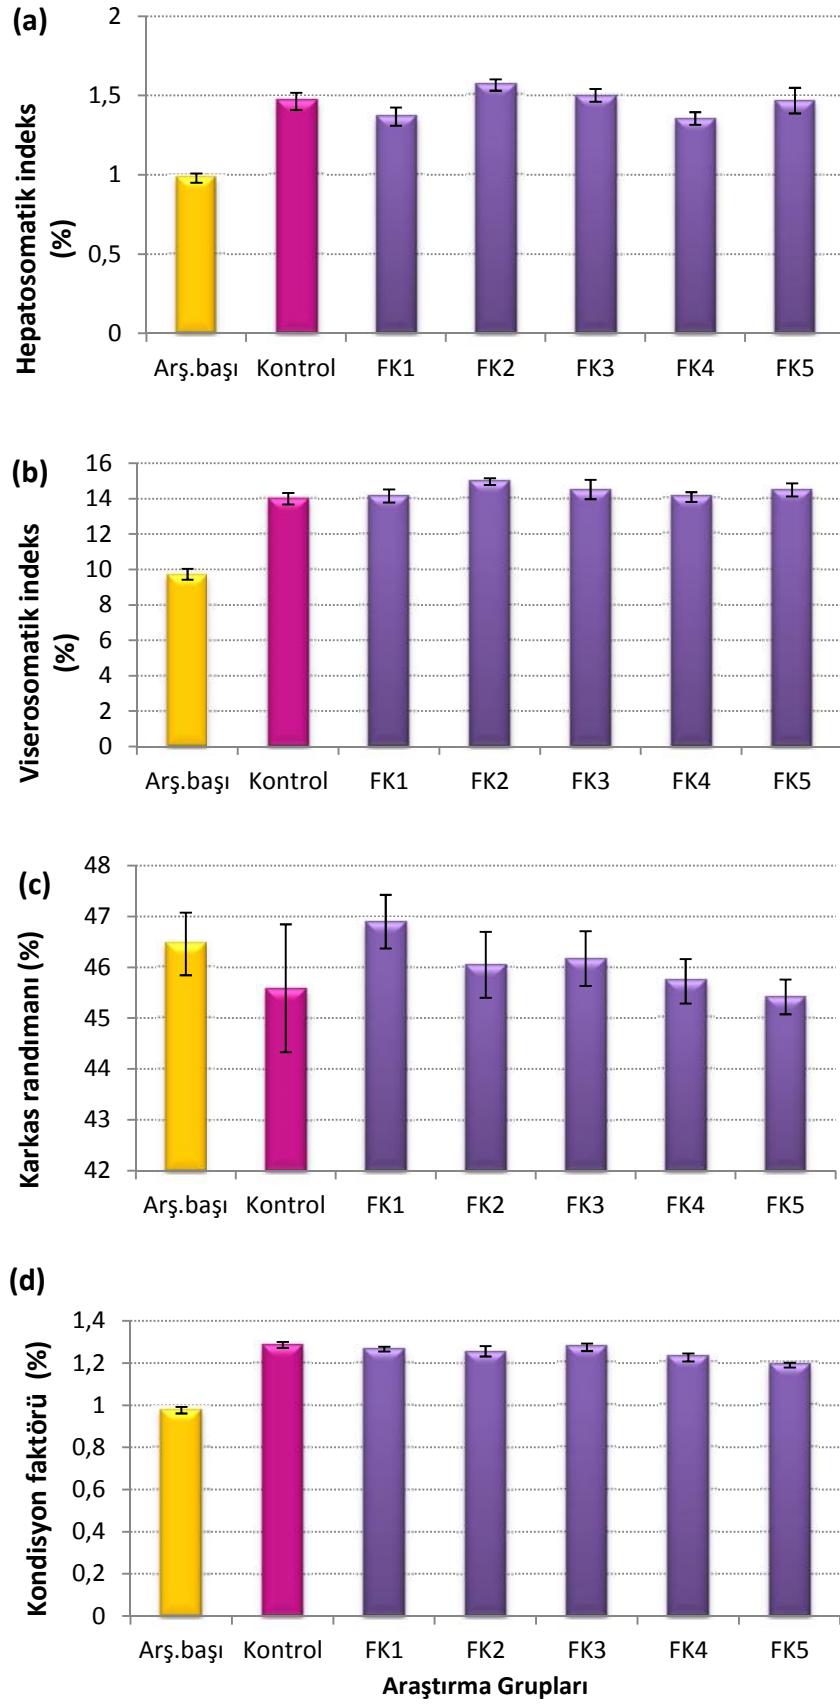 (a)
Hepatosomatik indeks
(%)
2
1,5
1
0,5
0
Arş.başı Kontrol FK1 FK2 FK3 FK4 FK5
(b)
Viserosomatik indeks
(%)
16
14
12
10
8
6
4
2
0
Arş.başı Kontrol FK1 FK2 FK3 FK4 FK5
(c)
Karkas randımanı (%)
48
47
46
45
44
43
42
Arş.başı Kontrol FK1 FK2 FK3 FK4 FK5
(d)
Kondisyon faktörü (%)
1,4
1,2
1
0,8
0,6
0,4
0,2
0
Arş.başı Kontrol FK1 FK2 FK3 FK4 FK5
Araştırma Grupları